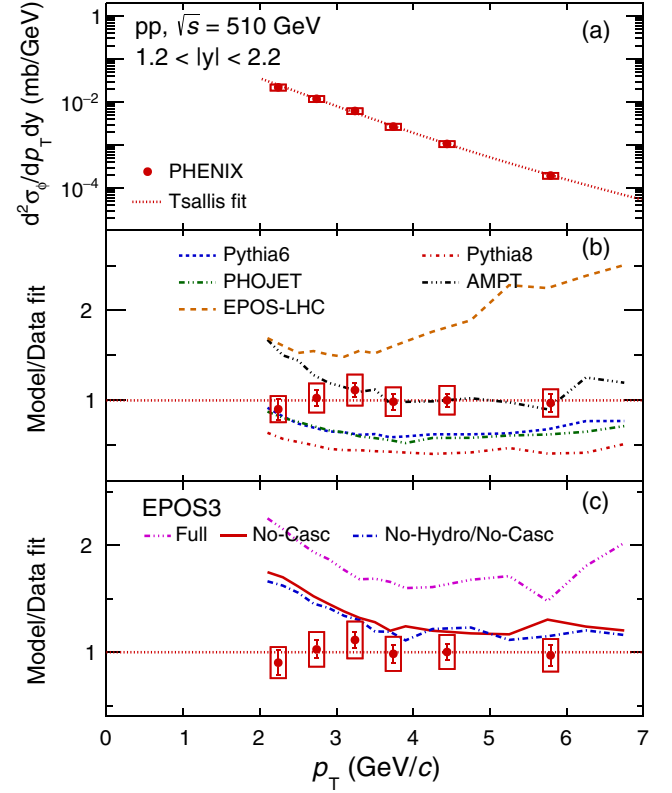 1
10⁻²
10⁻⁴
d²σ_ϕ/dp_Tdy (mb/GeV)
pp, √s = 510 GeV
1.2 < |y| < 2.2
(a)
PHENIX
Tsallis fit
(b)
Pythia6
Pythia8
PHOJET
AMPT
EPOS-LHC
2
1
Model/Data fit
(c)
EPOS3
Full
No-Casc
No-Hydro/No-Casc
2
1
Model/Data fit
0 1 2 3 4 5 6 7
p_T (GeV/c)